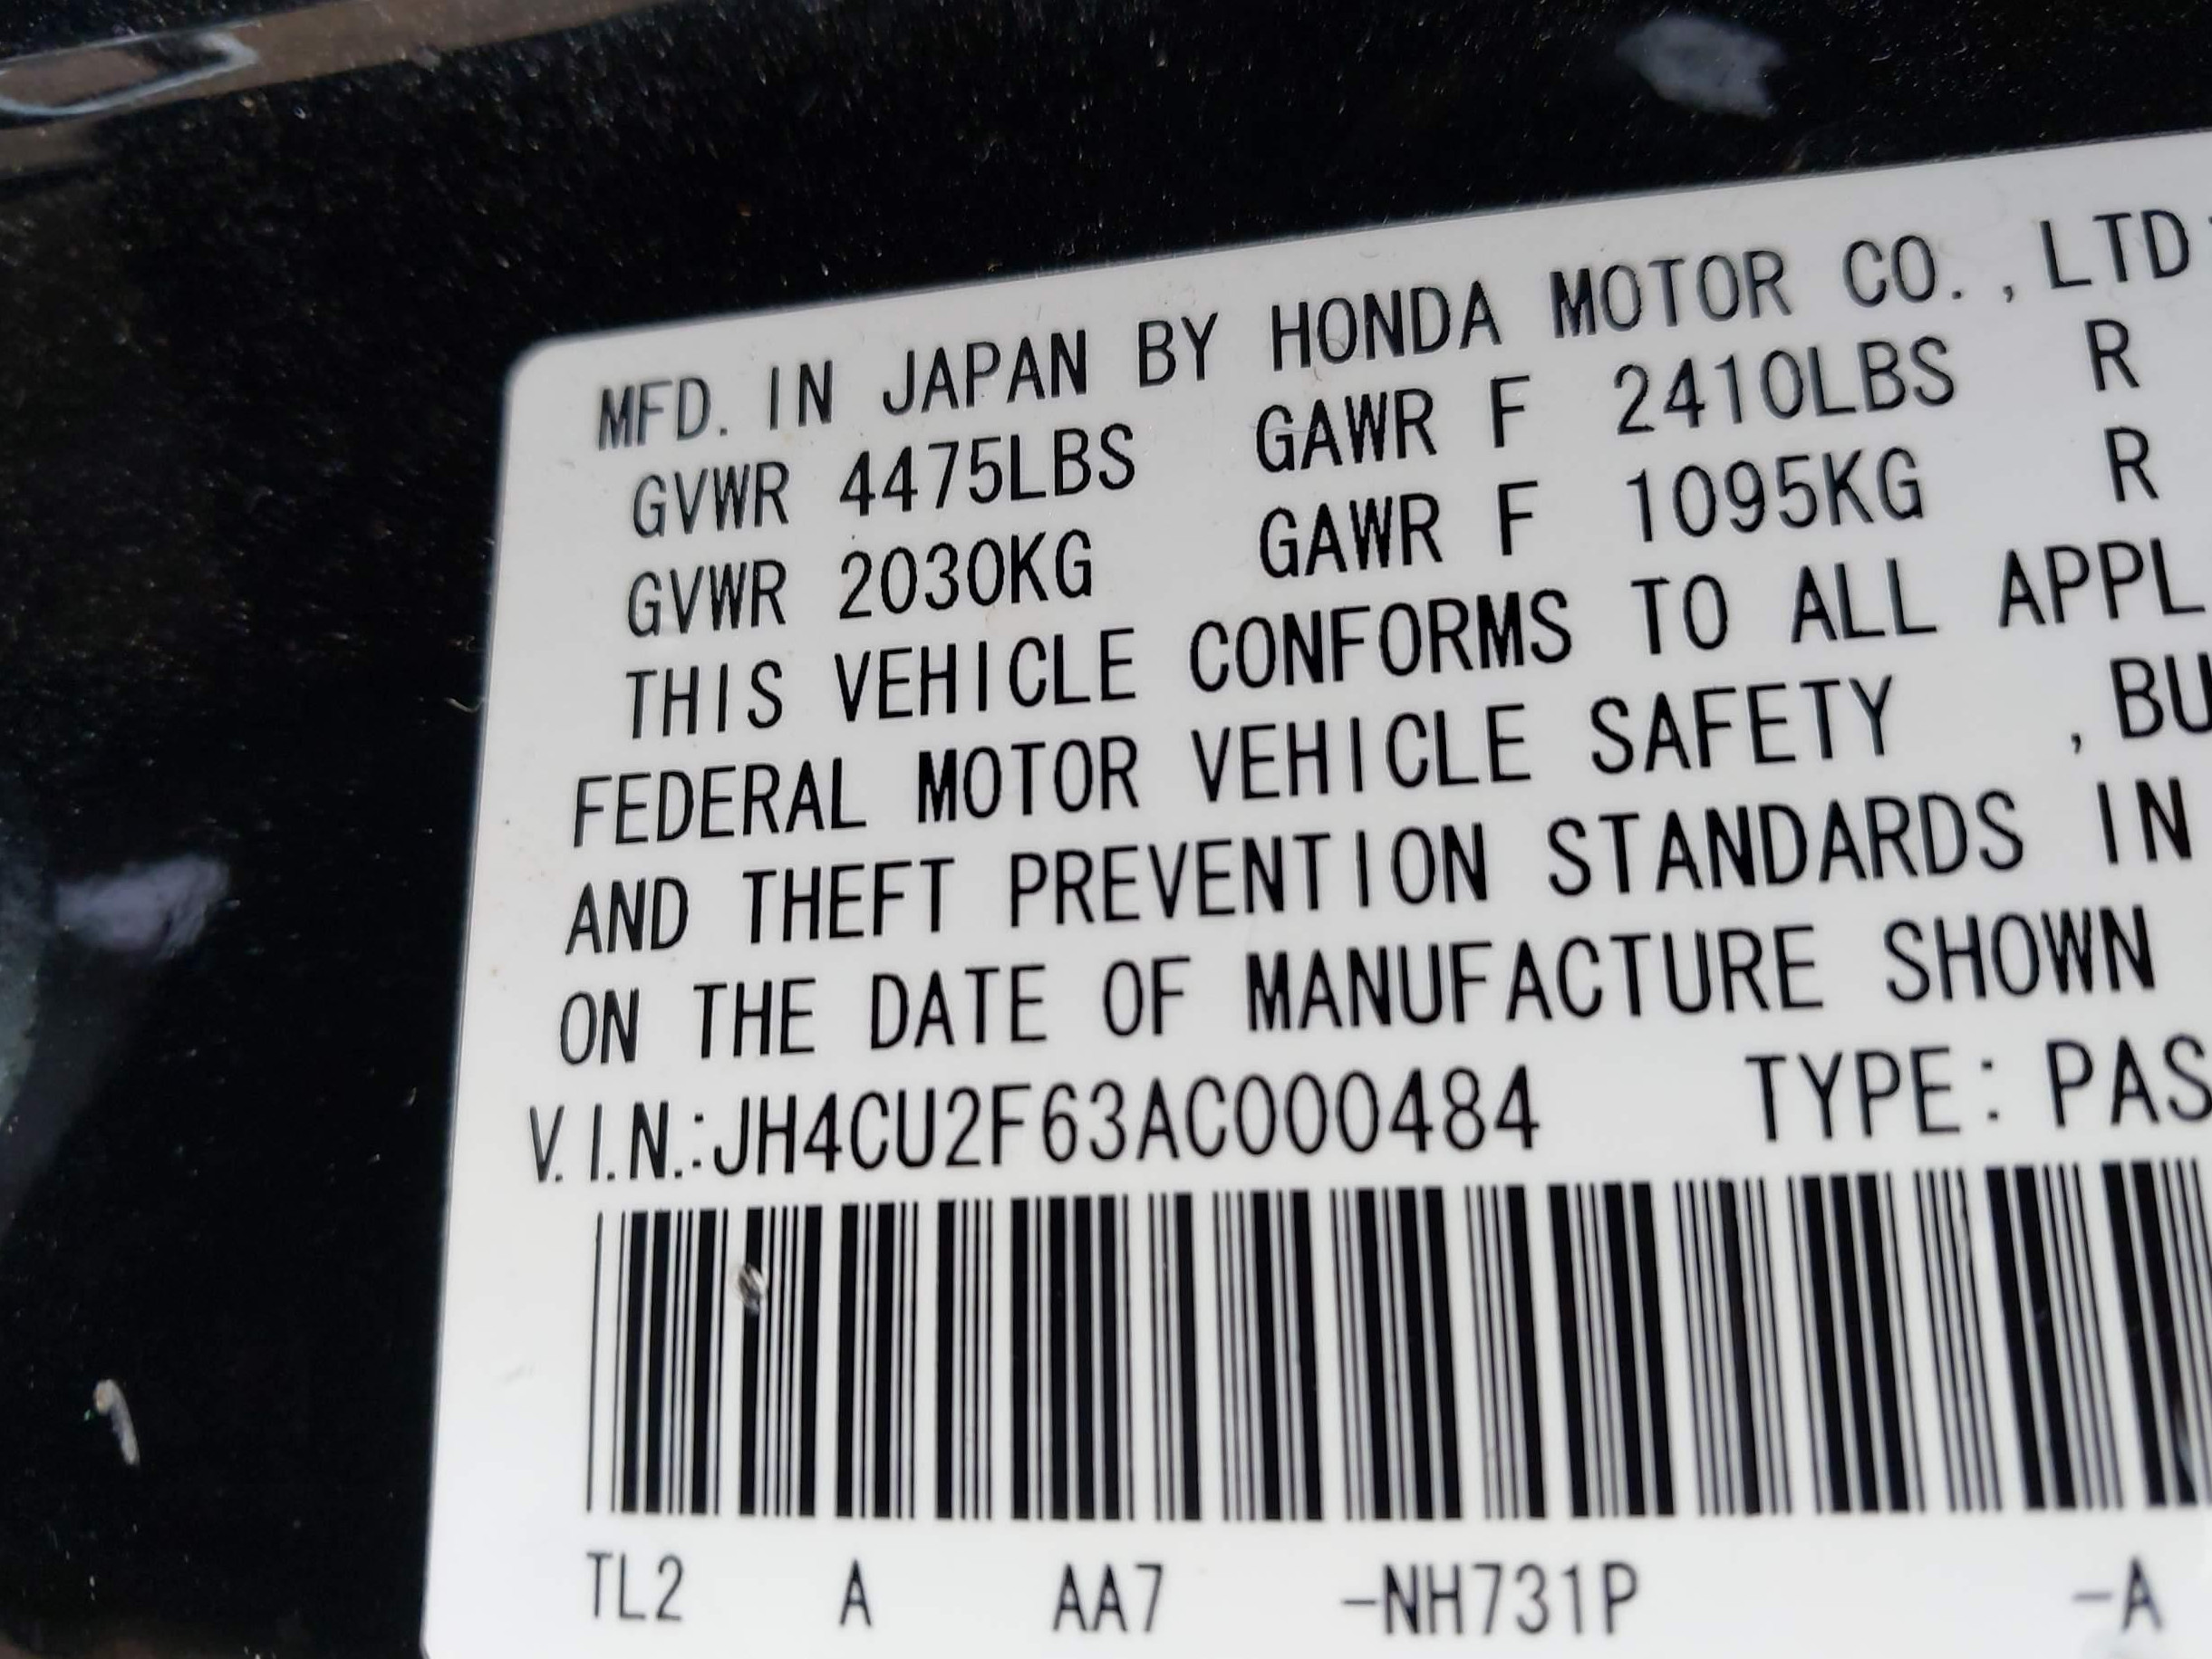 MFD. IN JAPAN BY HONDA MOTOR CO.,LTD
GVWR 4475LBS GAWR F 2410LBS R
GVWR 2030KG GAWR F 1095KG R
THIS VEHICLE CONFORMS TO ALL APPL
FEDERAL MOTOR VEHICLE SAFETY ,BU
AND THEFT PREVENTION STANDARDS IN
ON THE DATE OF MANUFACTURE SHOWN
V.I.N.:JH4CU2F63AC000484 TYPE: PAS
TL2 A AA7 -NH731P -A